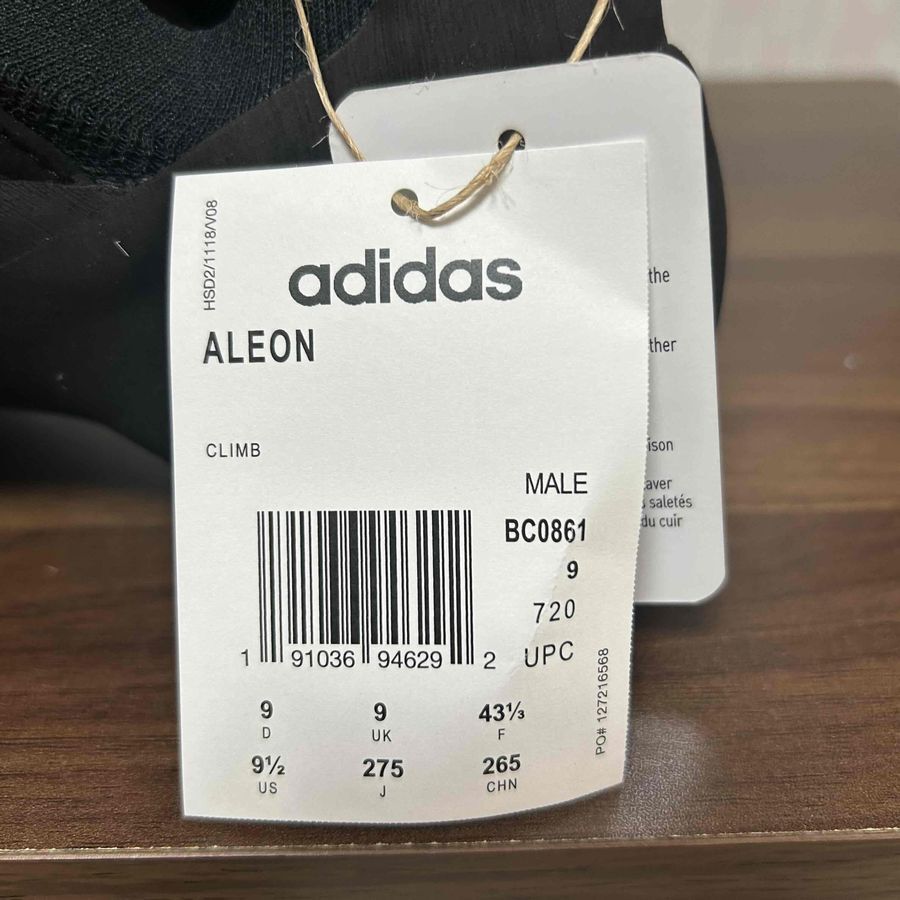 HSD2/1118/V08
adidas
ALEON
CLIMB
MALE
BC0861
9
720
UPC
1 91036 94629 2
9 9 43⅓
D UK F
9½ 275 265
US J CHN
PO# 127216568
the
ther
ison
aver
saletés
du cuir